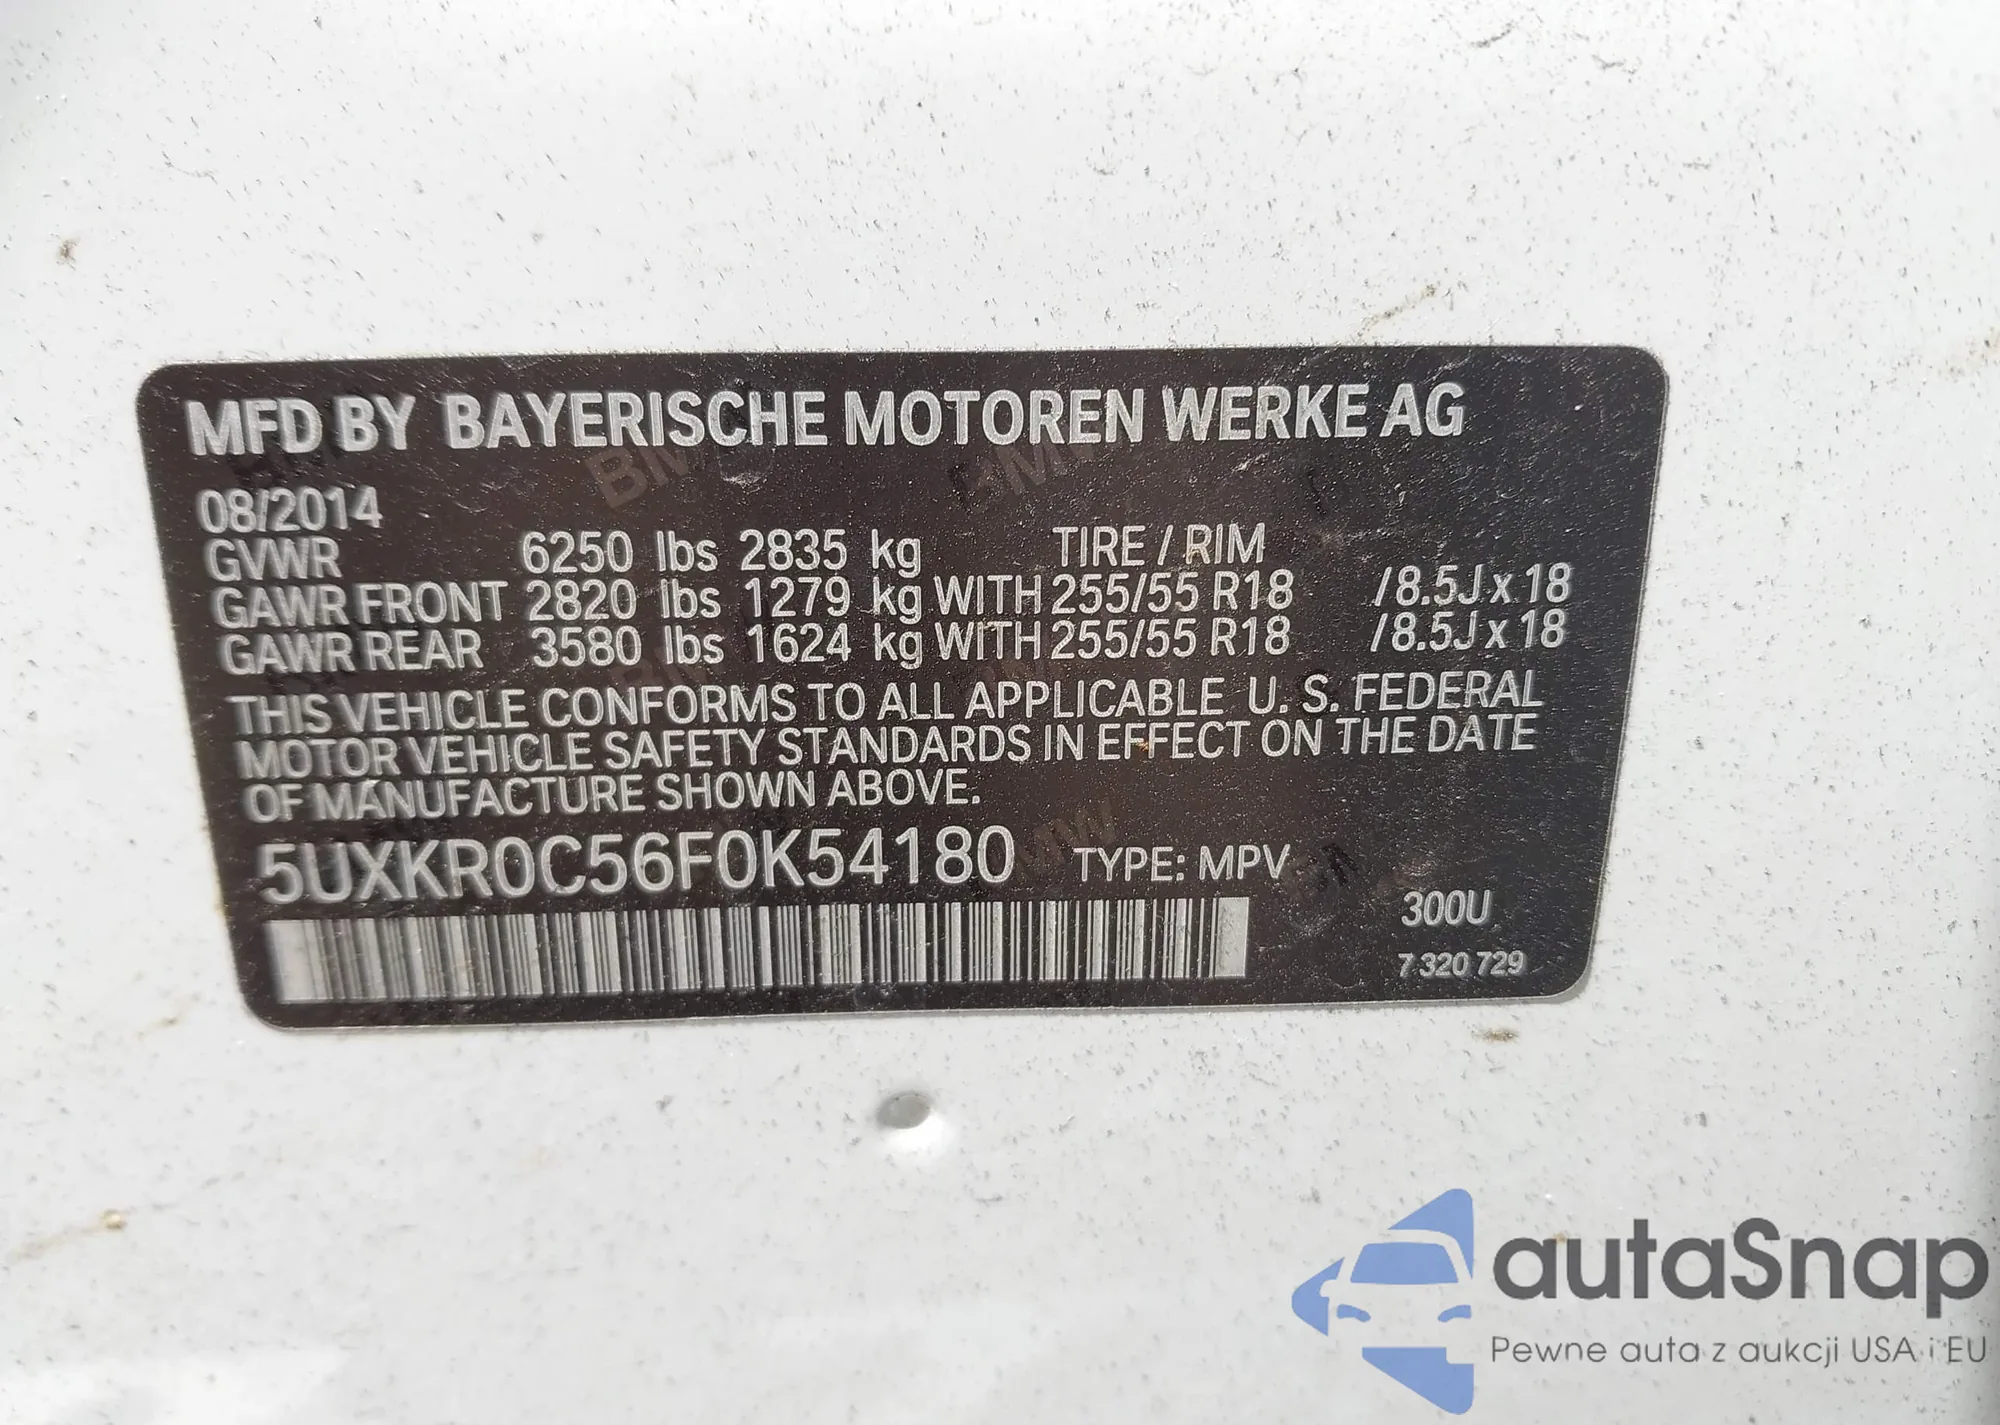 MFD BY BAYERISCHE MOTOREN WERKE AG
08/2014
GVWR 6250 lbs 2835 kg TIRE / RIM
GAWR FRONT 2820 lbs 1279 kg WITH 255/55 R18 /8.5J x 18
GAWR REAR 3580 lbs 1624 kg WITH 255/55 R18 /8.5J x 18
THIS VEHICLE CONFORMS TO ALL APPLICABLE U. S. FEDERAL
MOTOR VEHICLE SAFETY STANDARDS IN EFFECT ON THE DATE
OF MANUFACTURE SHOWN ABOVE.
5UXKR0C56F0K54180 TYPE: MPV
300U
7 320 729
autaSnap
Pewne auta z aukcji USA i EU